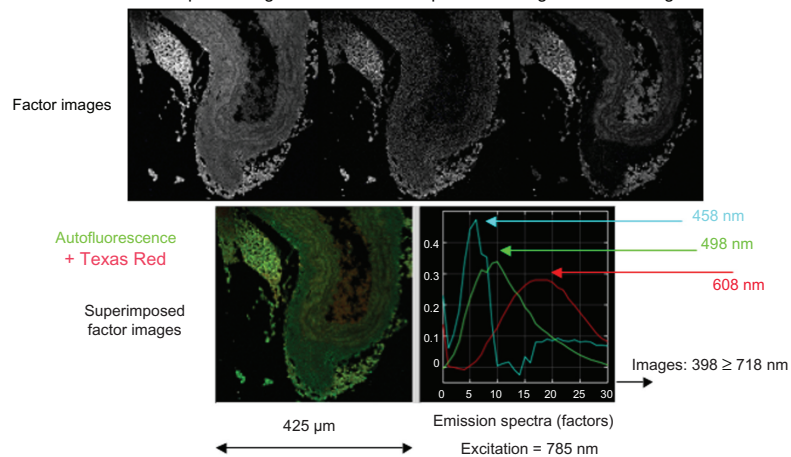 Factor images
Autofluorescence
+ Texas Red
Superimposed
factor images
458 nm
498 nm
608 nm
0.4
0.3
0.2
0.1
0
0 5 10 15 20 25 30
Images: 398 ≥ 718 nm
425 µm
Emission spectra (factors)
Excitation = 785 nm